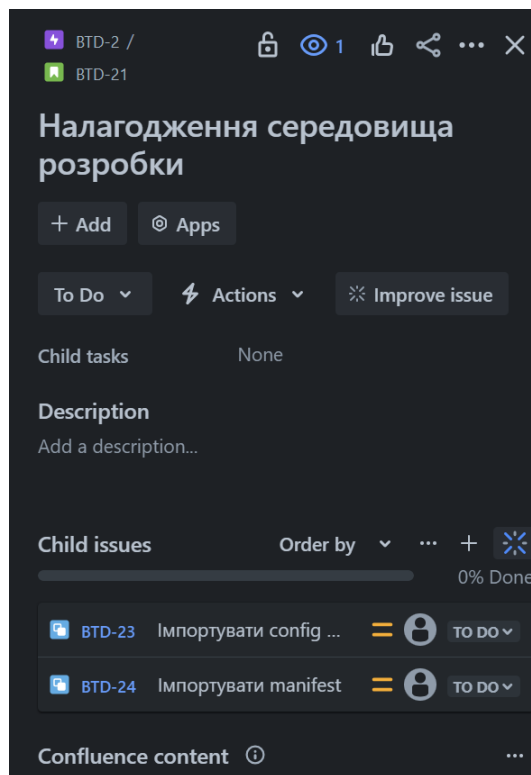 BTD-2 /
1
BTD-21
Налагодження середовища
розробки
+ Add Apps
To Do Actions Improve issue
Child tasks None
Description
Add a description...
Child issues Order by
0% Done
BTD-23 Імпортувати config ... TO DO
BTD-24 Імпортувати manifest TO DO
Confluence content